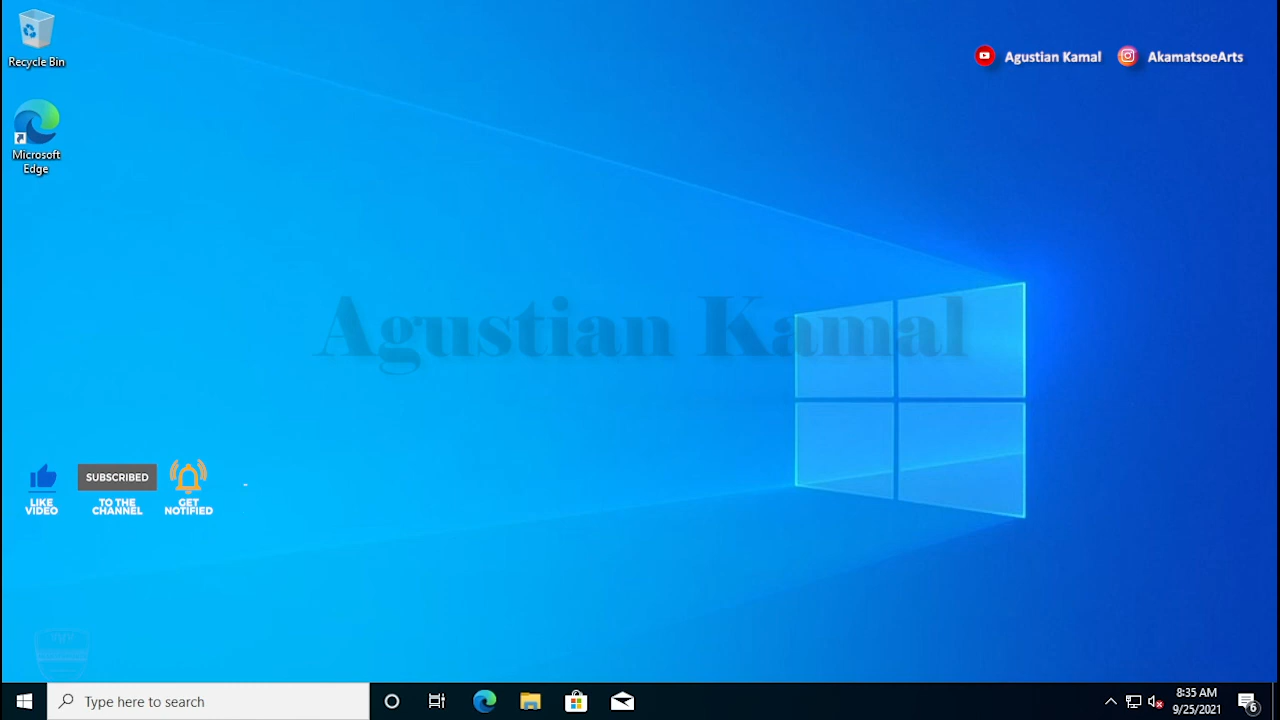 Recycle Bin
Agustian Kamal
AkamatsoeArts
Microsoft
Edge
Agustian Kamal
SUBSCRIBED
LIKE
VIDEO
TO THE
CHANNEL
GET
NOTIFIED
Type here to search
8:35 AM
9/25/2021
6